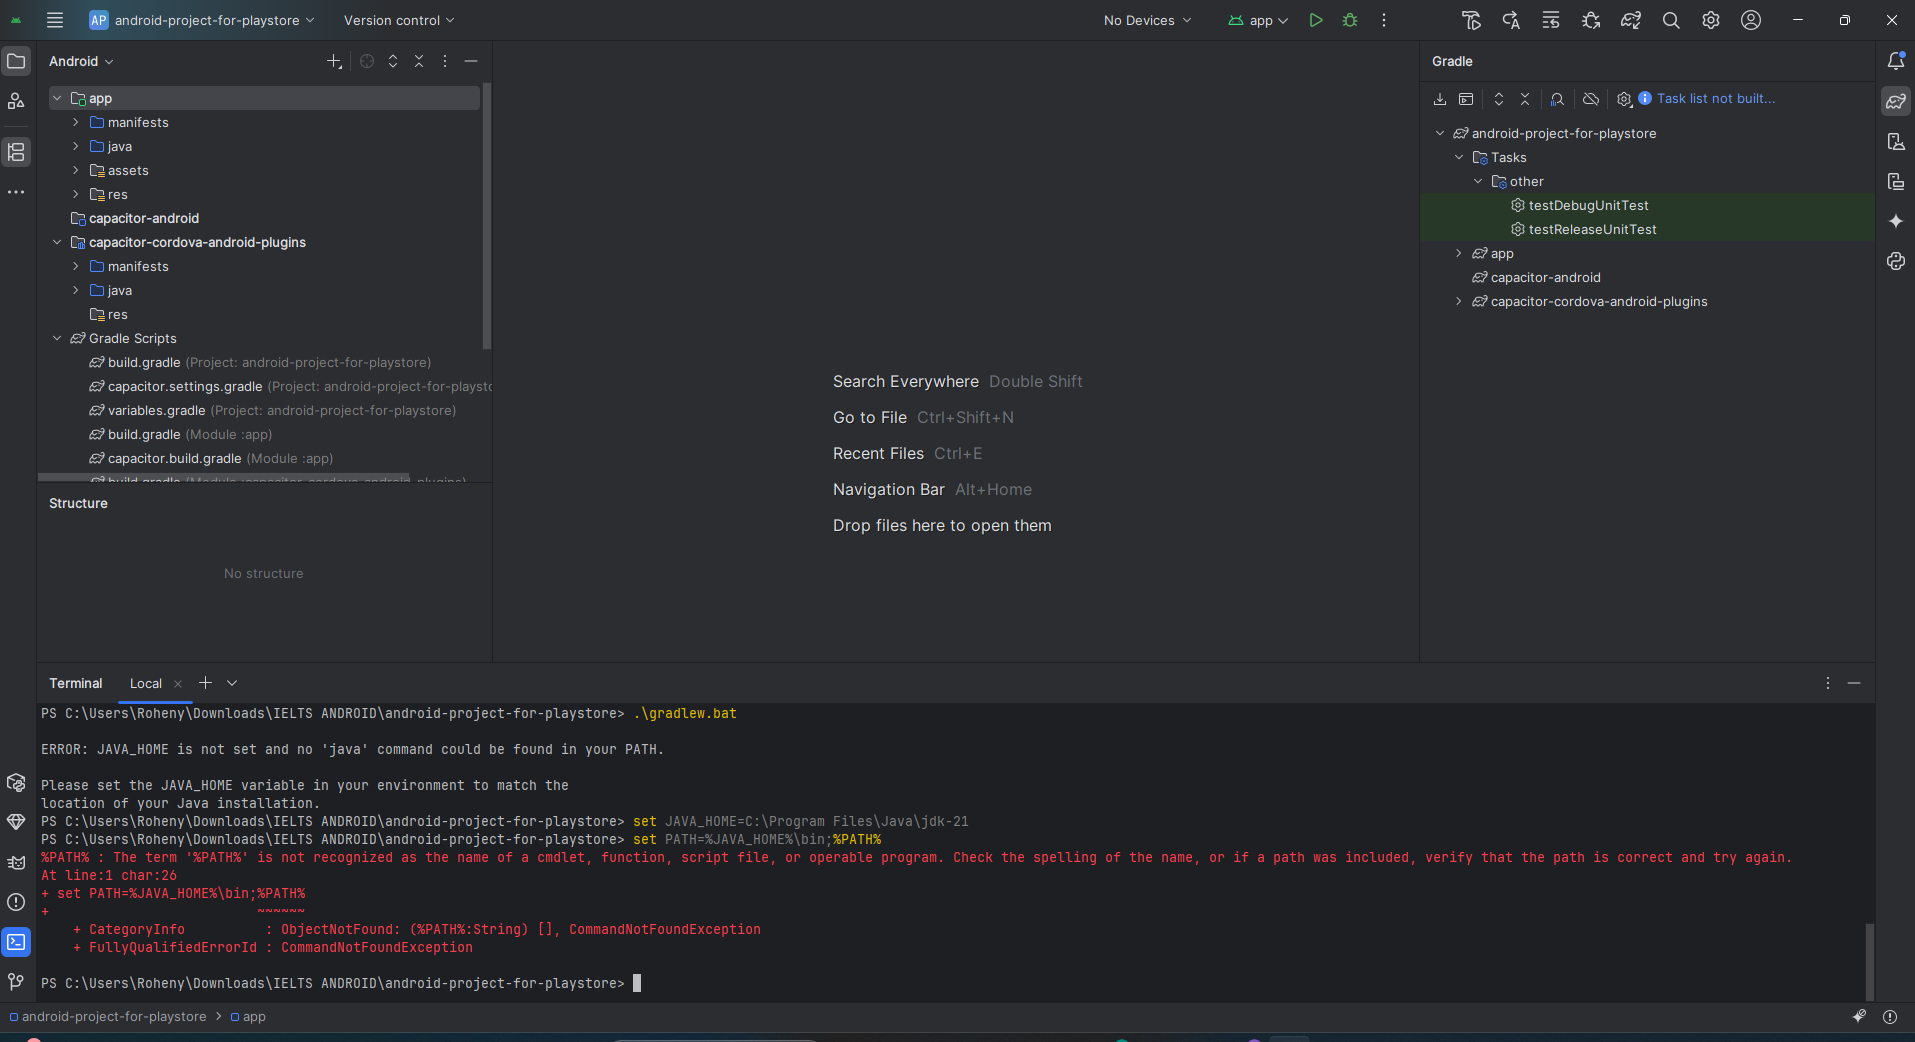 AP android-project-for-playstore Version control No Devices app
Android
app
manifests
java
assets
res
capacitor-android
capacitor-cordova-android-plugins
manifests
java
res
Gradle Scripts
build.gradle (Project: android-project-for-playstore)
capacitor.settings.gradle (Project: android-project-for-playsto
variables.gradle (Project: android-project-for-playstore)
build.gradle (Module :app)
capacitor.build.gradle (Module :app)
build.gradle (Module :capacitor-cordova-android-plugins)
Structure
No structure
Search Everywhere Double Shift
Go to File Ctrl+Shift+N
Recent Files Ctrl+E
Navigation Bar Alt+Home
Drop files here to open them
Gradle
Task list not built...
android-project-for-playstore
Tasks
other
testDebugUnitTest
testReleaseUnitTest
app
capacitor-android
capacitor-cordova-android-plugins
Terminal Local
PS C:\Users\Roheny\Downloads\IELTS ANDROID\android-project-for-playstore> .\gradlew.bat
ERROR: JAVA_HOME is not set and no 'java' command could be found in your PATH.
Please set the JAVA_HOME variable in your environment to match the
location of your Java installation.
PS C:\Users\Roheny\Downloads\IELTS ANDROID\android-project-for-playstore> set JAVA_HOME=C:\Program Files\Java\jdk-21
PS C:\Users\Roheny\Downloads\IELTS ANDROID\android-project-for-playstore> set PATH=%JAVA_HOME%\bin;%PATH%
%PATH% : The term '%PATH%' is not recognized as the name of a cmdlet, function, script file, or operable program. Check the spelling of the name, or if a path was included, verify that the path is correct and try again.
At line:1 char:26
+ set PATH=%JAVA_HOME%\bin;%PATH%
+                          ~~~~~~
    + CategoryInfo          : ObjectNotFound: (%PATH%:String) [], CommandNotFoundException
    + FullyQualifiedErrorId : CommandNotFoundException
PS C:\Users\Roheny\Downloads\IELTS ANDROID\android-project-for-playstore>
android-project-for-playstore > app